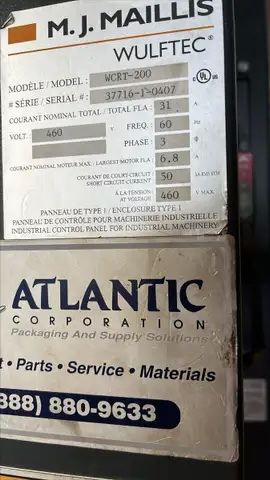 M. J. MAILLIS
WULFTEC®
MODÈLE / MODEL : WCRT-200
# SÉRIE / SERIAL # : 37716-J-0407
COURANT NOMINAL TOTAL / TOTAL FLA : 31 A
VOLT. 460 V FREQ. 60 Hz
PHASE : 3 Φ
COURANT NOMINAL MOTEUR MAX. / LARGEST MOTOR FLA : 6.8 A
COURANT DE COURT-CIRCUIT
SHORT CIRCUIT CURRENT 50
À LA TENSION
AT VOLTAGE 460 V MAX.
PANNEAU DE TYPE 1 / ENCLOSURE TYPE 1
PANNEAU DE CONTRÔLE POUR MACHINERIE INDUSTRIELLE
INDUSTRIAL CONTROL PANEL FOR INDUSTRIAL MACHINERY
ATLANTIC
CORPORATION
Packaging And Supply Solutions
• Parts • Service • Materials
888) 880-9633